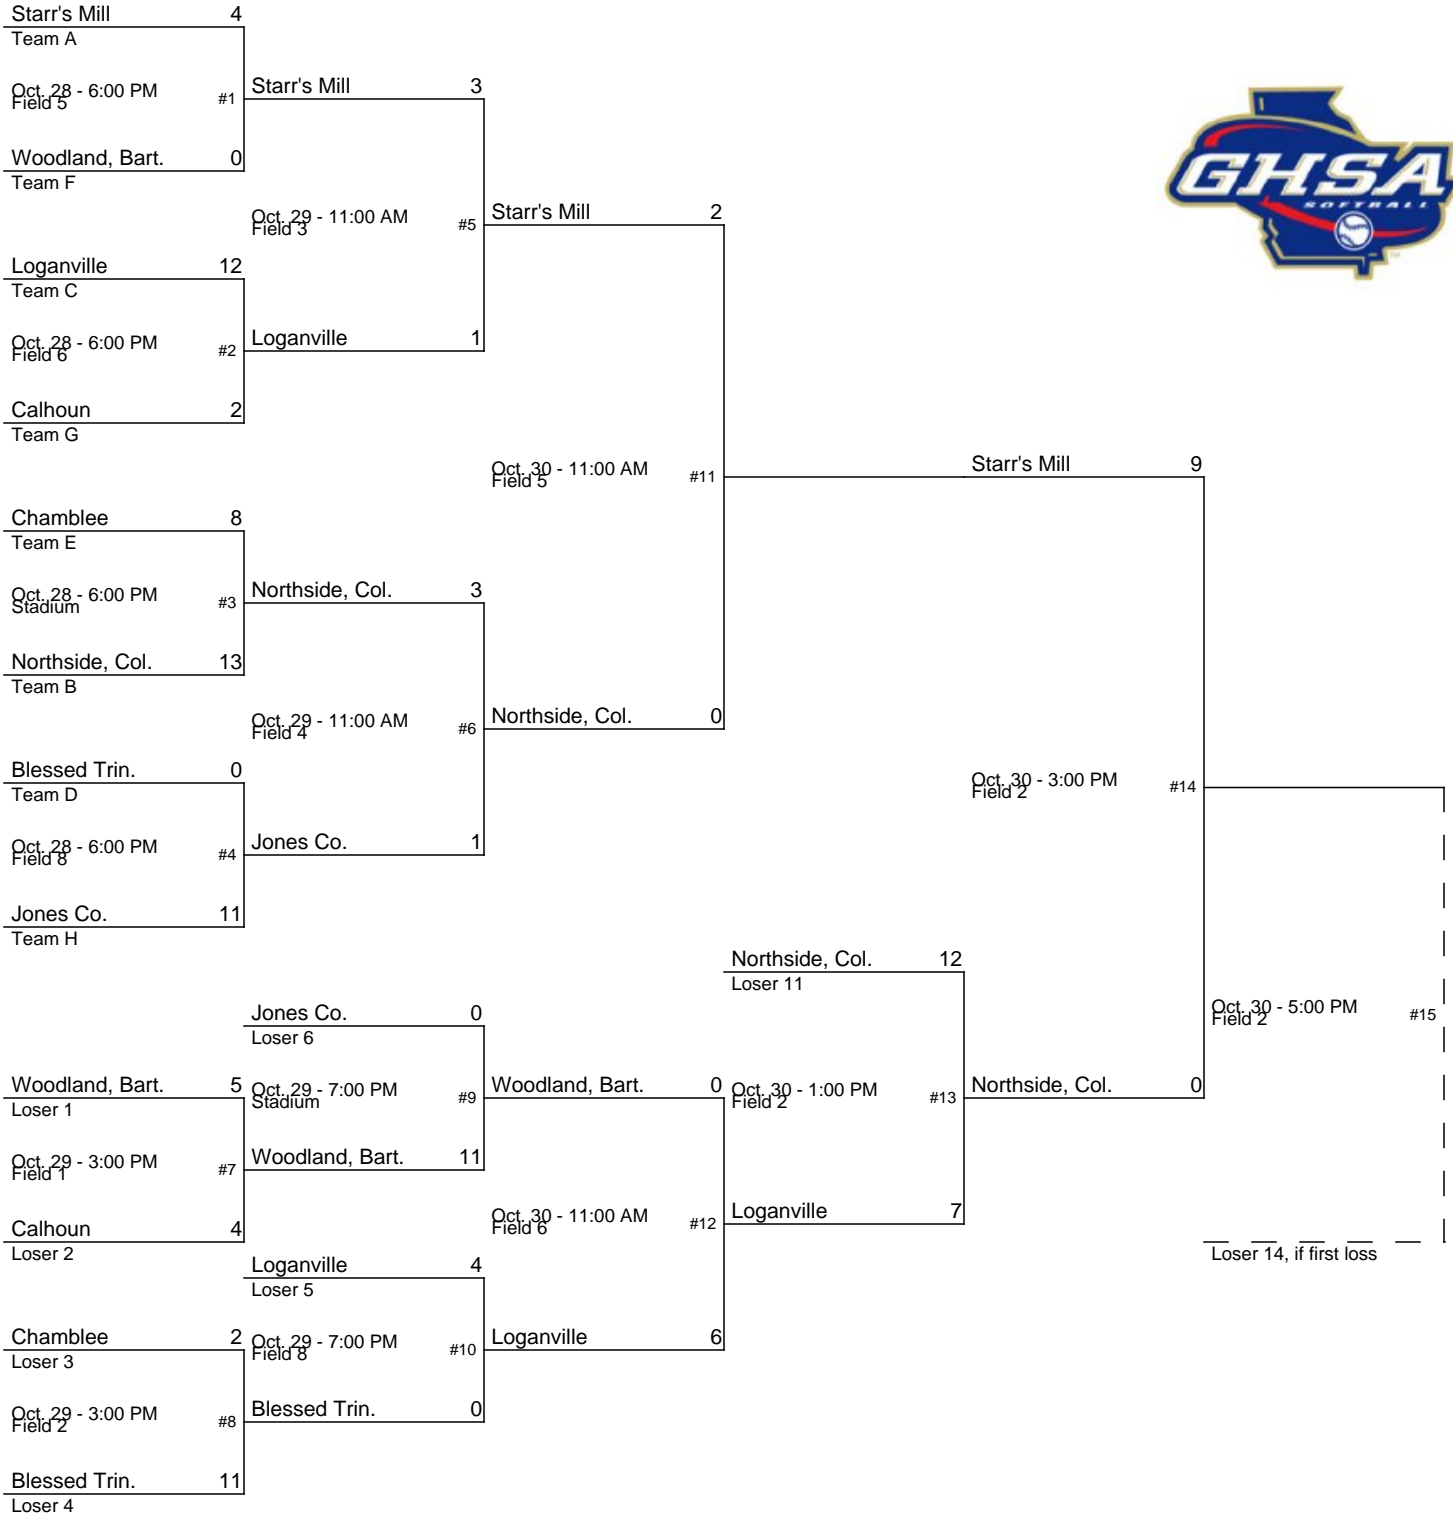 Starr's Mill 4
Team A
Oct. 28 - 6:00 PM
Field 5
#1
Woodland, Bart. 0
Team F
Starr's Mill 3
Oct. 29 - 11:00 AM
Field 3
#5
Loganville 12
Team C
Oct. 28 - 6:00 PM
Field 6
#2
Calhoun 2
Team G
Loganville 1
Starr's Mill 2
GHSA
SOFTBALL
TM
Oct. 30 - 11:00 AM
Field 5
#11
Chamblee 8
Team E
Oct. 28 - 6:00 PM
Stadium
#3
Northside, Col. 13
Team B
Northside, Col. 3
Oct. 29 - 11:00 AM
Field 4
#6
Northside, Col. 0
Blessed Trin. 0
Team D
Oct. 28 - 6:00 PM
Field 8
#4
Jones Co. 11
Team H
Jones Co. 1
Starr's Mill 9
Oct. 30 - 3:00 PM
Field 2
#14
Northside, Col. 12
Loser 11
Oct. 30 - 1:00 PM
Field 2
#13
Northside, Col. 0
Oct. 30 - 5:00 PM
Field 2
#15
Loser 14, if first loss
Jones Co. 0
Loser 6
Oct. 29 - 7:00 PM
Stadium
#9
Woodland, Bart. 0
Woodland, Bart. 5
Loser 1
Oct. 29 - 3:00 PM
Field 1
#7
Woodland, Bart. 11
Calhoun 4
Loser 2
Oct. 30 - 11:00 AM
Field 6
#12
Loganville 7
Loganville 4
Loser 5
Oct. 29 - 7:00 PM
Field 8
#10
Loganville 6
Chamblee 2
Loser 3
Oct. 29 - 3:00 PM
Field 2
#8
Blessed Trin. 0
Blessed Trin. 11
Loser 4